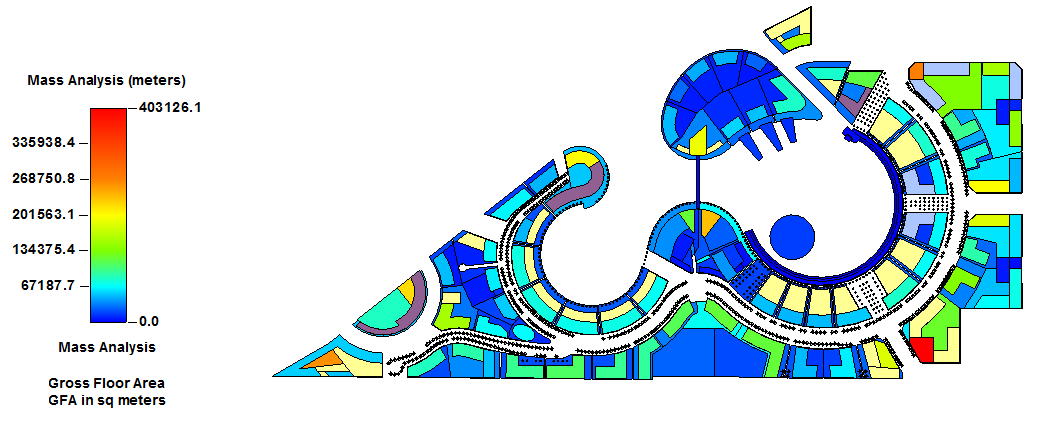 Mass Analysis (meters)
403126.1
335938.4
268750.8
201563.1
134375.4
67187.7
0.0
Mass Analysis
Gross Floor Area
GFA in sq meters